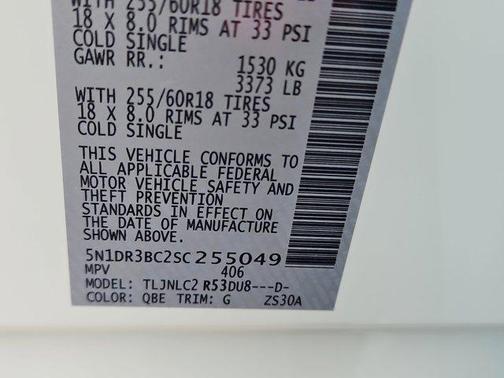 WITH 255/60R18 TIRES
18 X 8.0 RIMS AT 33 PSI
COLD SINGLE
GAWR RR.: 1530 KG
3373 LB
WITH 255/60R18 TIRES
18 X 8.0 RIMS AT 33 PSI
COLD SINGLE
THIS VEHICLE CONFORMS TO
ALL APPLICABLE FEDERAL
MOTOR VEHICLE SAFETY AND
THEFT PREVENTION
STANDARDS IN EFFECT ON
THE DATE OF MANUFACTURE
SHOWN ABOVE.
5N1DR3BC2SC255049
MPV 406
MODEL: TLJNLC2 R53DU8---D-
COLOR: QBE TRIM: G ZS30A